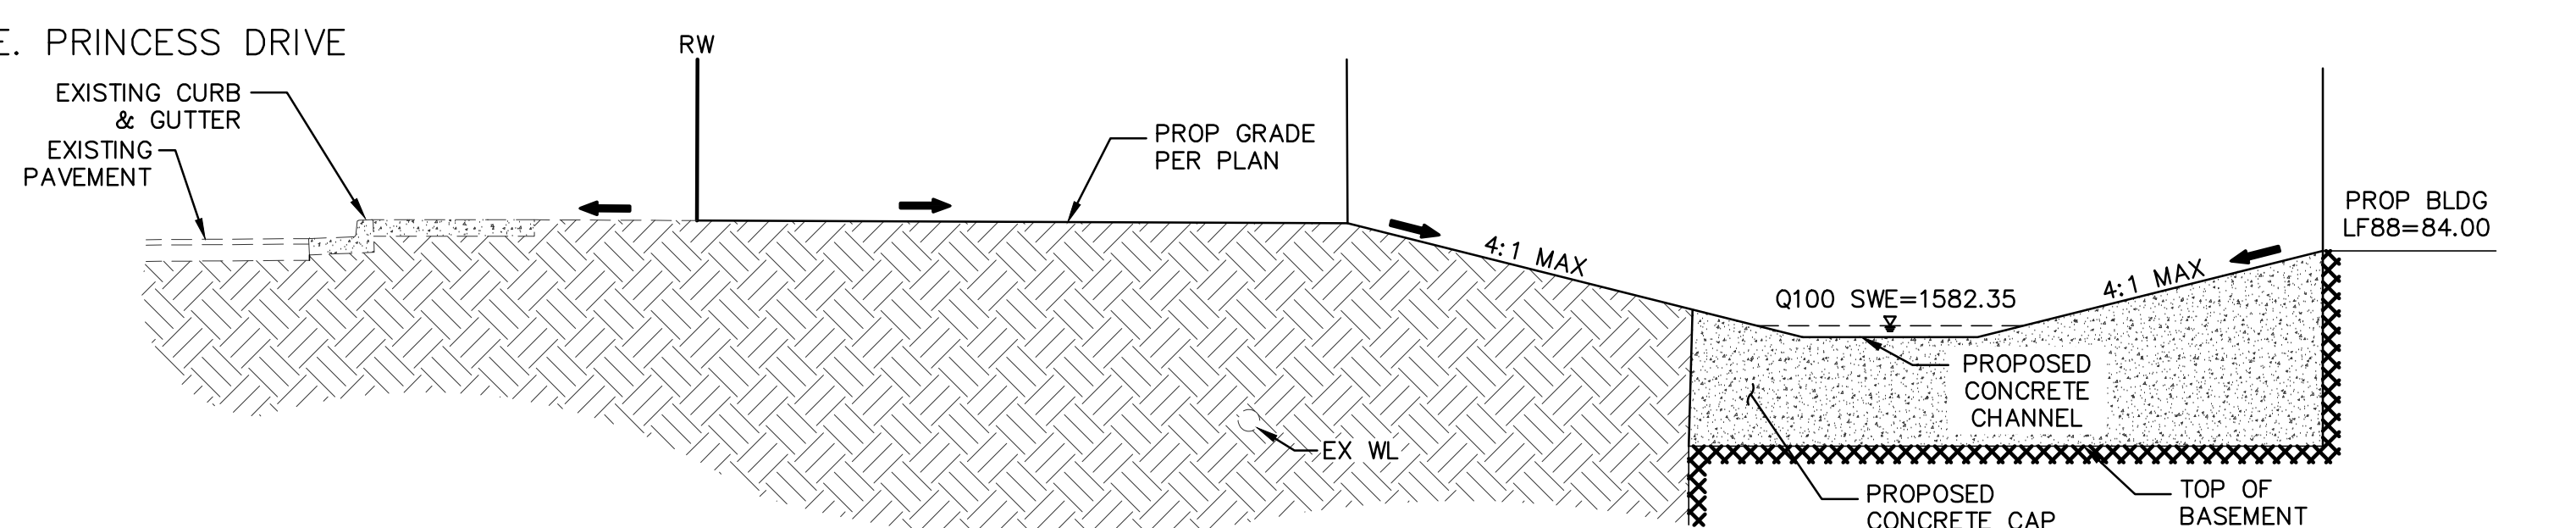 E. PRINCESS DRIVE
RW
EXISTING CURB
& GUTTER
EXISTING
PAVEMENT
PROP GRADE
PER PLAN
4:1 MAX
Q100 SWE=1582.35
4:1 MAX
PROP BLDG
LF88=84.00
PROPOSED
CONCRETE
CHANNEL
EX WL
PROPOSED
CONCRETE CAP
TOP OF
BASEMENT